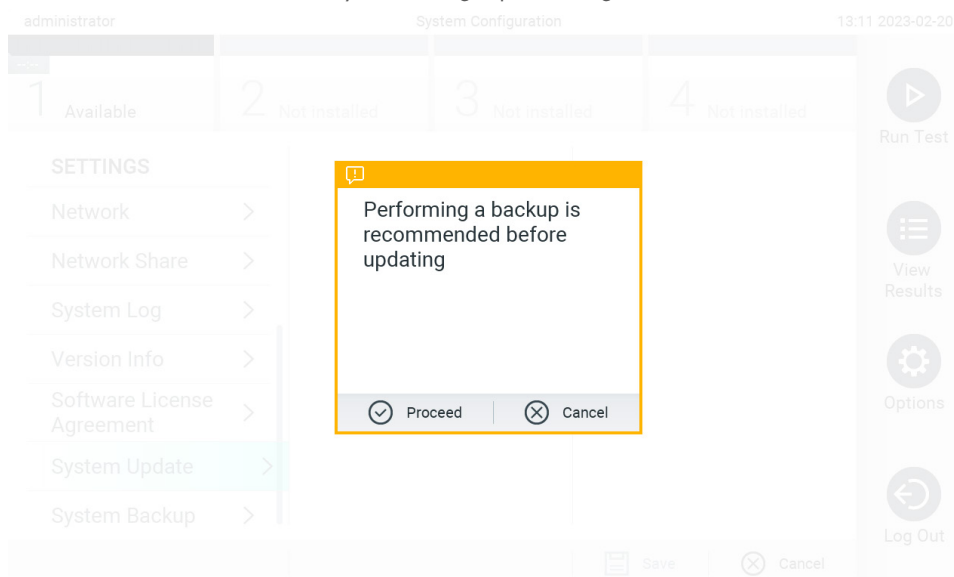 administrator System Configuration 13:11 2023-02-20
1 Available 2 Not installed 3 Not installed 4 Not installed
Run Test
SETTINGS
Network
Network Share
System Log
Version Info
Software License
Agreement
System Update
System Backup
Performing a backup is
recommended before
updating
Proceed Cancel
View
Results
Options
Log Out
Save Cancel